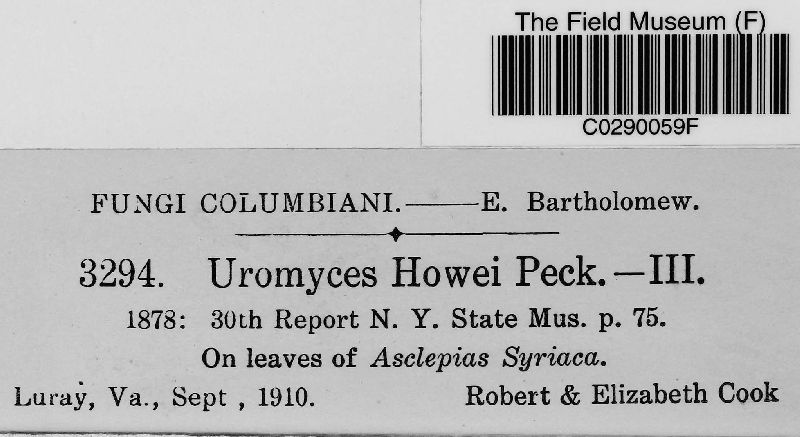 The Field Museum (F)
C0290059F
FUNGI COLUMBIANI.——E. Bartholomew.
3294. Uromyces Howei Peck.—III.
1878: 30th Report N. Y. State Mus. p. 75.
On leaves of Asclepias Syriaca.
Luray, Va., Sept , 1910. Robert & Elizabeth Cook